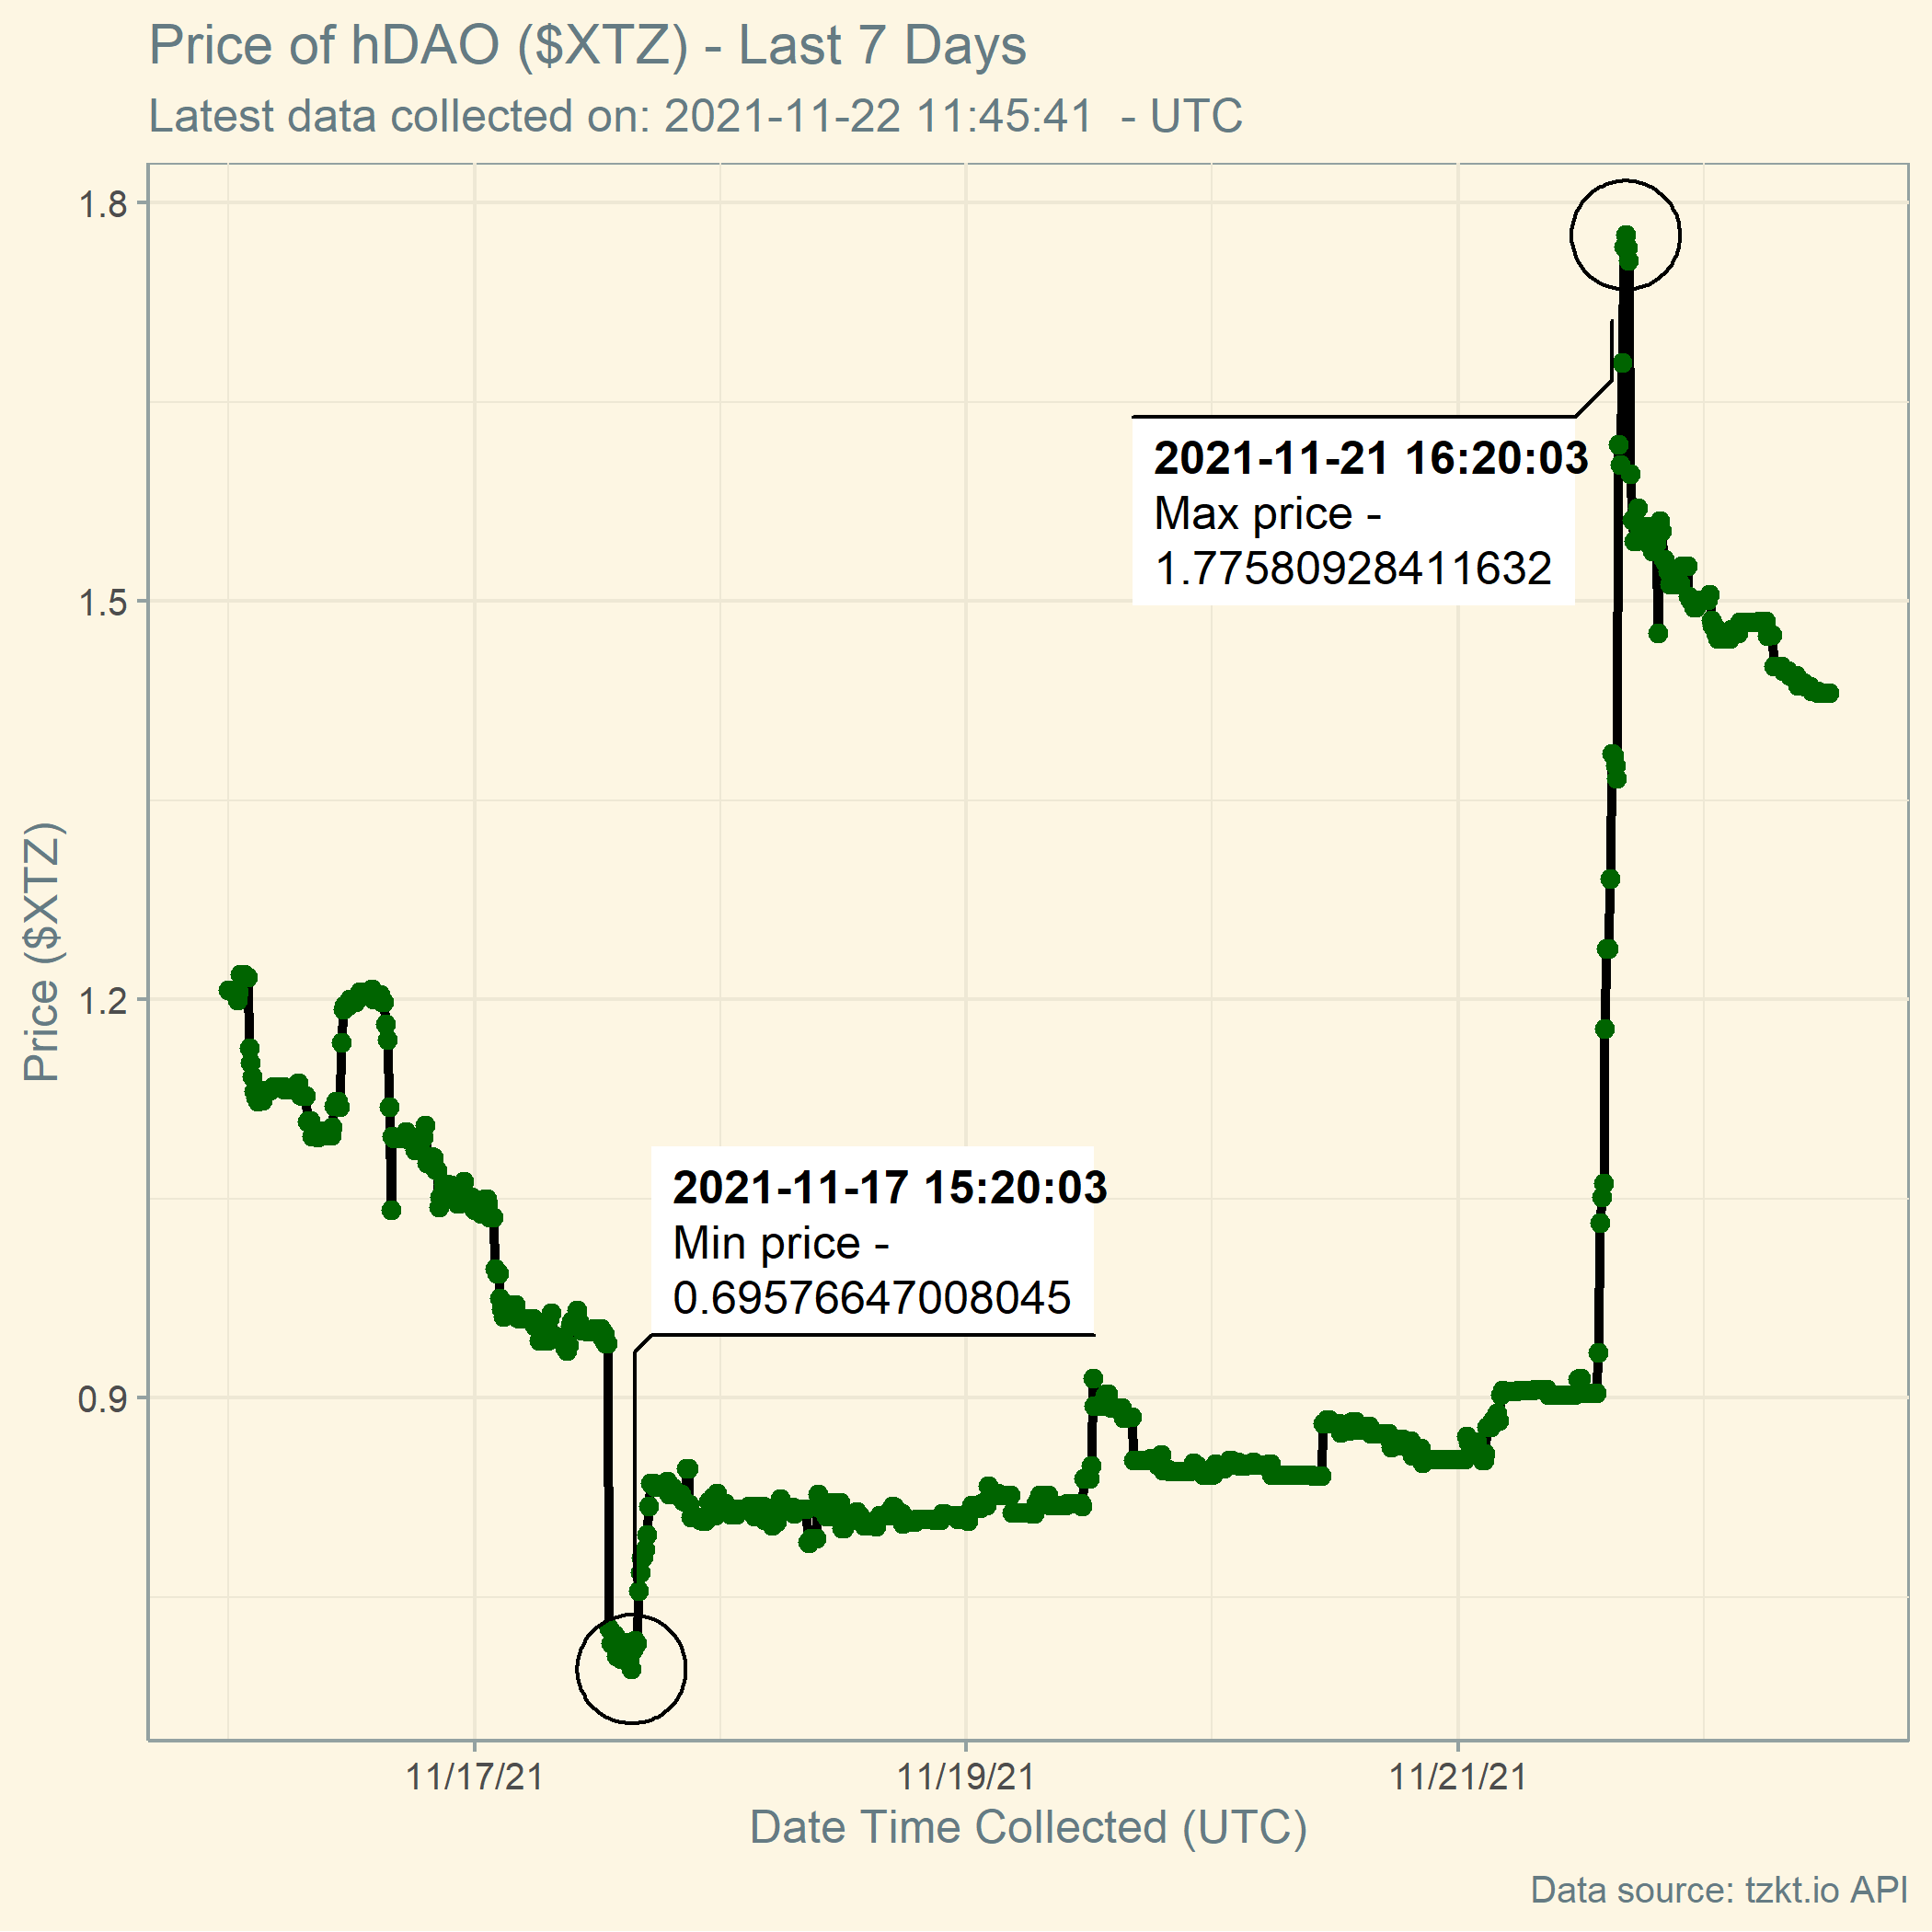 Price of hDAO ($XTZ) - Last 7 Days
Latest data collected on: 2021-11-22 11:45:41  - UTC
1.8
1.5
1.2
0.9
Price ($XTZ)
2021-11-21 16:20:03
Max price -
1.77580928411632
2021-11-17 15:20:03
Min price -
0.69576647008045
11/17/21
11/19/21
11/21/21
Date Time Collected (UTC)
Data source: tzkt.io API